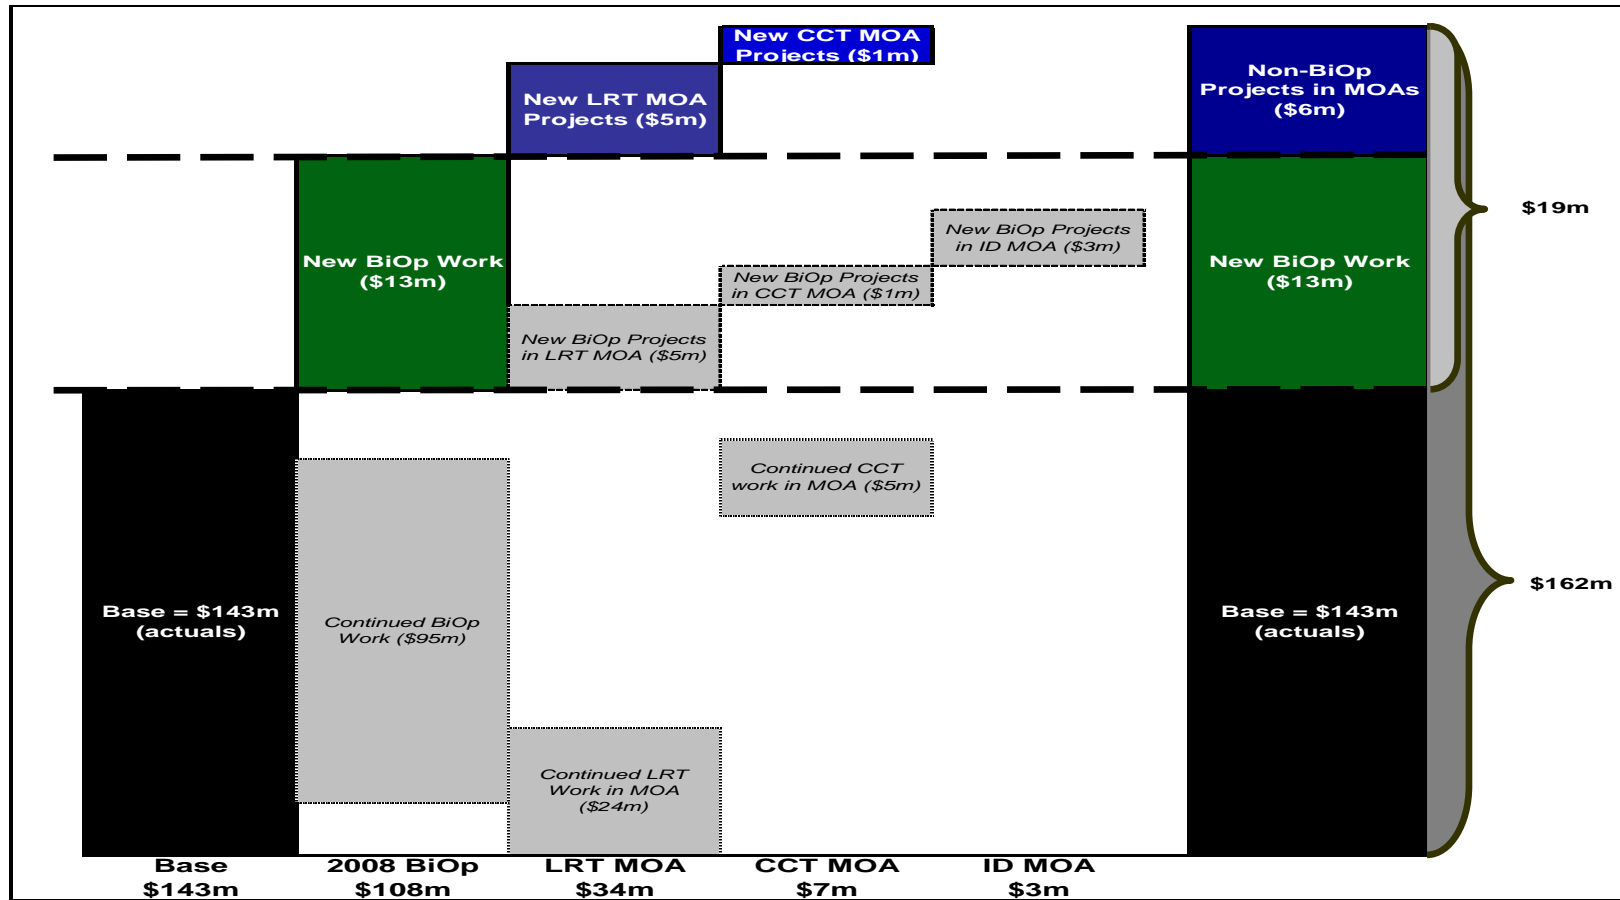 New CCT MOA
Projects ($1m)
New LRT MOA
Projects ($5m)
Non-BiOp
Projects in MOAs
($6m)
$19m
New BiOp Work
($13m)
New BiOp Projects
in LRT MOA ($5m)
New BiOp Projects
in CCT MOA ($1m)
New BiOp Projects
in ID MOA ($3m)
New BiOp Work
($13m)
Continued CCT
work in MOA ($5m)
Base = $143m
(actuals)
Continued BiOp
Work ($95m)
Continued LRT
Work in MOA
($24m)
Base = $143m
(actuals)
$162m
Base
$143m
2008 BiOp
$108m
LRT MOA
$34m
CCT MOA
$7m
ID MOA
$3m